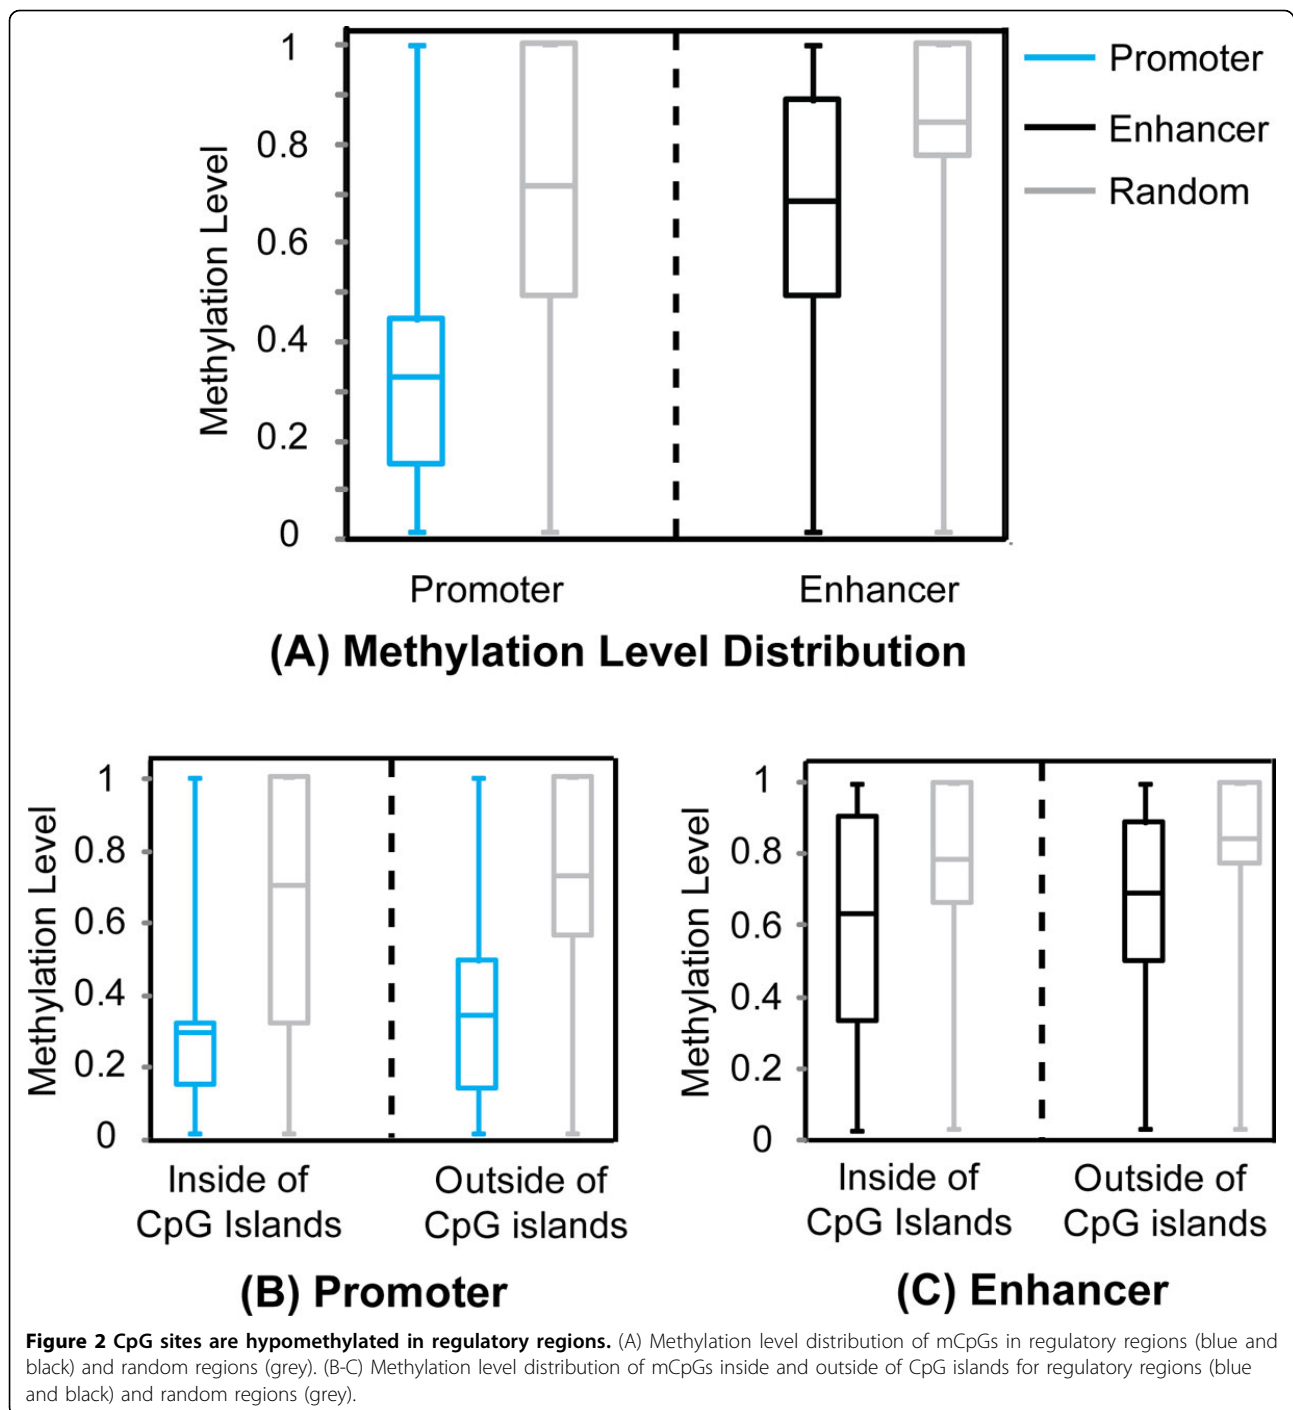 1
0.8
0.6
0.4
0.2
0
Methylation Level
Promoter
Enhancer
Random
Promoter Enhancer
(A) Methylation Level Distribution
1
0.8
0.6
0.4
0.2
0
Methylation Level
Inside of
CpG Islands
Outside of
CpG islands
(B) Promoter
1
0.8
0.6
0.4
0.2
0
Methylation Level
Inside of
CpG Islands
Outside of
CpG islands
(C) Enhancer
Figure 2 CpG sites are hypomethylated in regulatory regions. (A) Methylation level distribution of mCpGs in regulatory regions (blue and
black) and random regions (grey). (B-C) Methylation level distribution of mCpGs inside and outside of CpG islands for regulatory regions (blue
and black) and random regions (grey).